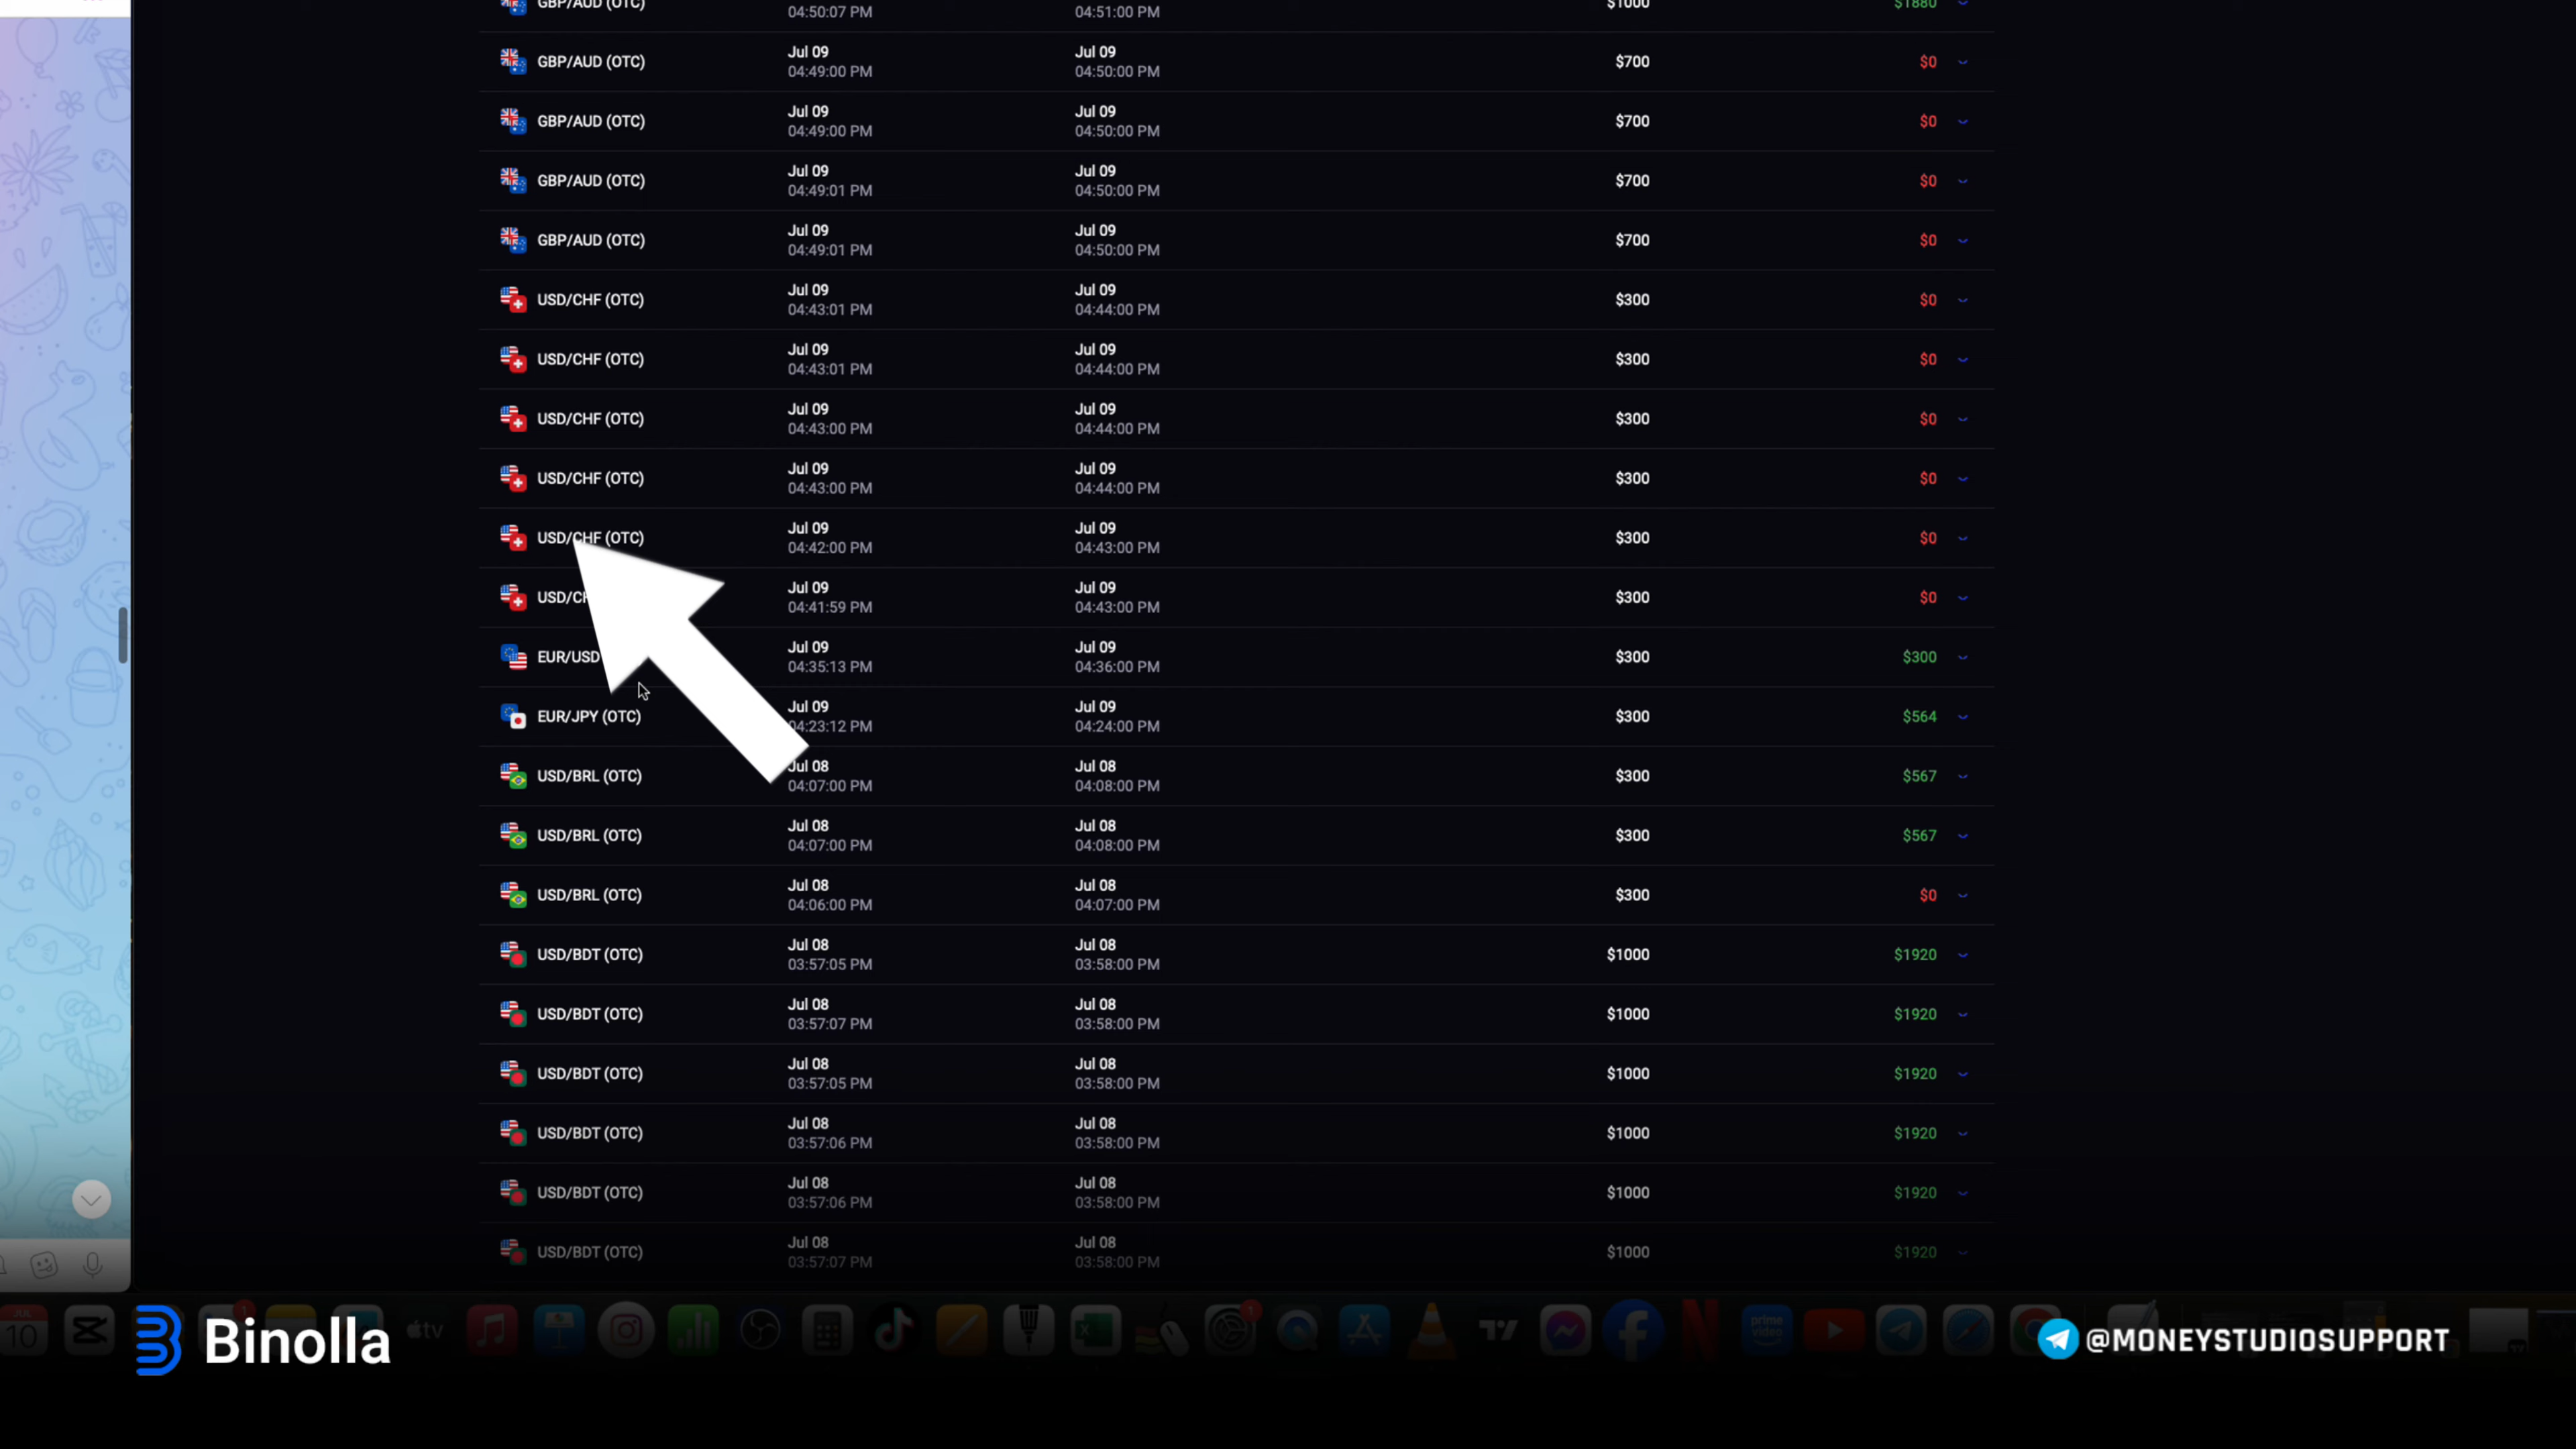 GBP/AUD (OTC) 04:50:07 PM 04:51:00 PM $1000 $1880
Jul 09 Jul 09
GBP/AUD (OTC) $700 $0
04:49:00 PM 04:50:00 PM
Jul 09 Jul 09
GBP/AUD (OTC) $700 $0
04:49:00 PM 04:50:00 PM
Jul 09 Jul 09
GBP/AUD (OTC) $700 $0
04:49:01 PM 04:50:00 PM
Jul 09 Jul 09
GBP/AUD (OTC) $700 $0
04:49:01 PM 04:50:00 PM
Jul 09 Jul 09
USD/CHF (OTC) $300 $0
04:43:01 PM 04:44:00 PM
Jul 09 Jul 09
USD/CHF (OTC) $300 $0
04:43:01 PM 04:44:00 PM
Jul 09 Jul 09
USD/CHF (OTC) $300 $0
04:43:00 PM 04:44:00 PM
Jul 09 Jul 09
USD/CHF (OTC) $300 $0
04:43:00 PM 04:44:00 PM
Jul 09 Jul 09
USD/CHF (OTC) $300 $0
04:42:00 PM 04:43:00 PM
Jul 09 Jul 09
USD/CH $300 $0
04:41:59 PM 04:43:00 PM
Jul 09 Jul 09
EUR/USD $300 $300
04:35:13 PM 04:36:00 PM
Jul 09 Jul 09
EUR/JPY (OTC) $300 $564
04:23:12 PM 04:24:00 PM
Jul 08 Jul 08
USD/BRL (OTC) $300 $567
04:07:00 PM 04:08:00 PM
Jul 08 Jul 08
USD/BRL (OTC) $300 $567
04:07:00 PM 04:08:00 PM
Jul 08 Jul 08
USD/BRL (OTC) $300 $0
04:06:00 PM 04:07:00 PM
Jul 08 Jul 08
USD/BDT (OTC) $1000 $1920
03:57:05 PM 03:58:00 PM
Jul 08 Jul 08
USD/BDT (OTC) $1000 $1920
03:57:07 PM 03:58:00 PM
Jul 08 Jul 08
USD/BDT (OTC) $1000 $1920
03:57:05 PM 03:58:00 PM
Jul 08 Jul 08
USD/BDT (OTC) $1000 $1920
03:57:06 PM 03:58:00 PM
Jul 08 Jul 08
USD/BDT (OTC) $1000 $1920
03:57:06 PM 03:58:00 PM
Jul 08 Jul 08
USD/BDT (OTC) $1000 $1920
03:57:07 PM 03:58:00 PM
JUL
10
tv
prime
video
Binolla
@MONEYSTUDIOSUPPORT